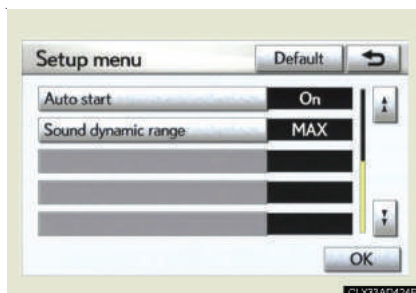 Setup menu
Default
Auto start
On
Sound dynamic range
MAX
OK